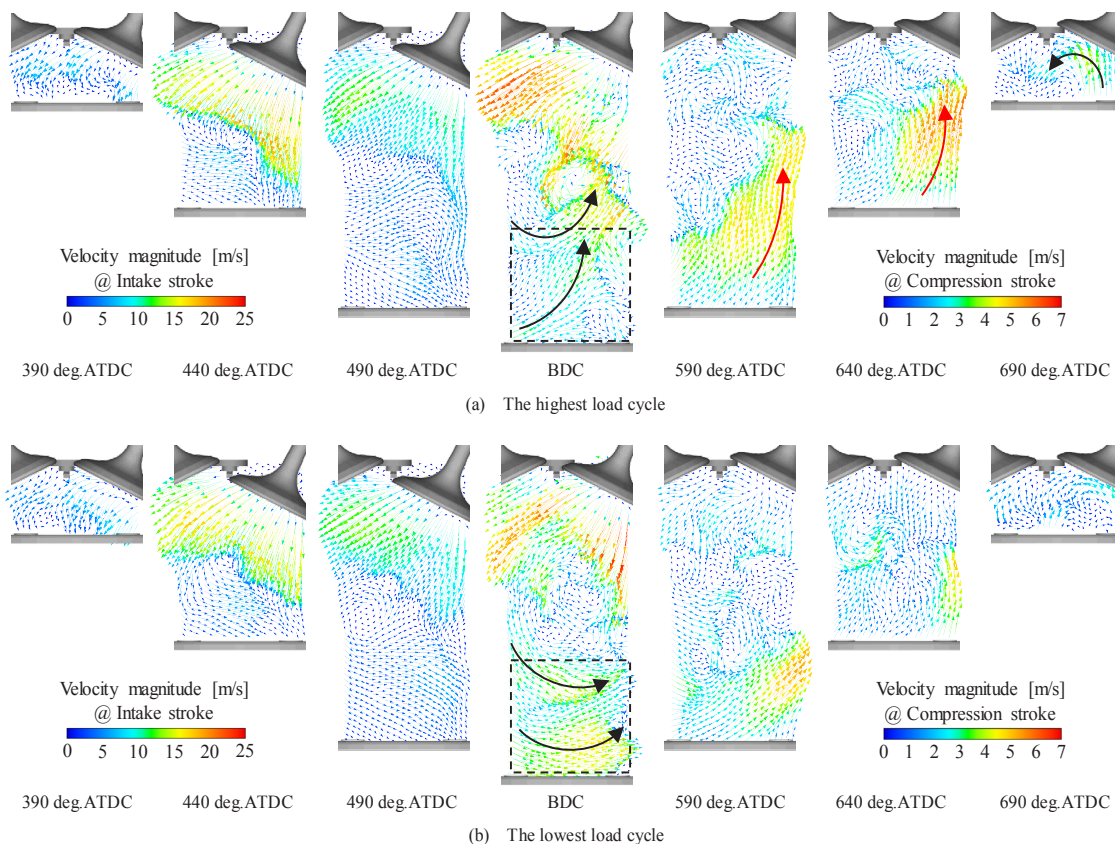 Velocity magnitude [m/s]
@ Intake stroke
0 5 10 15 20 25
Velocity magnitude [m/s]
@ Compression stroke
0 1 2 3 4 5 6 7
390 deg.ATDC 440 deg.ATDC 490 deg.ATDC BDC 590 deg.ATDC 640 deg.ATDC 690 deg.ATDC
(a) The highest load cycle
Velocity magnitude [m/s]
@ Intake stroke
0 5 10 15 20 25
Velocity magnitude [m/s]
@ Compression stroke
0 1 2 3 4 5 6 7
390 deg.ATDC 440 deg.ATDC 490 deg.ATDC BDC 590 deg.ATDC 640 deg.ATDC 690 deg.ATDC
(b) The lowest load cycle